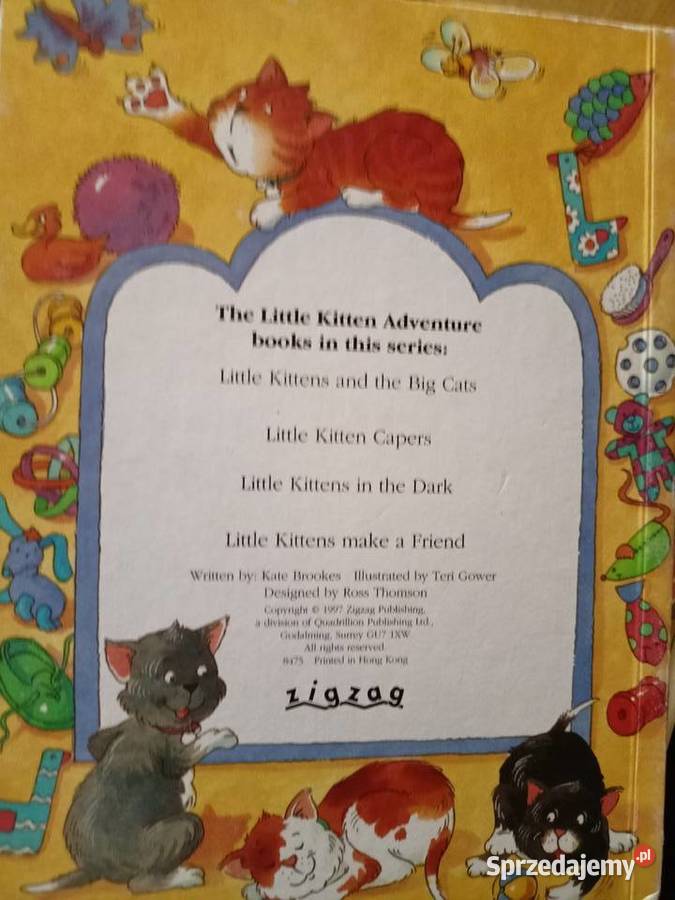 The Little Kitten Adventure
books in this series:
Little Kittens and the Big Cats
Little Kitten Capers
Little Kittens in the Dark
Little Kittens make a Friend
Written by: Kate Brookes Illustrated by Teri Gower
Designed by Ross Thomson
Copyright © 1997 Zigzag Publishing,
a division of Quadrillion Publishing Ltd.,
Godalming, Surrey GU7 1XW
All rights reserved
8475 Printed in Hong Kong
zigzag
Sprzedajemy.pl